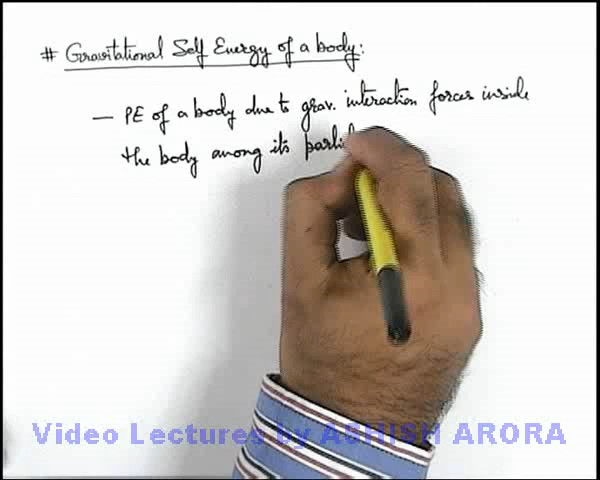 # Gravitational Self Energy of a body:
— PE of a body due to grav. interaction forces inside
the body among its
Video Lectures by ASHISH ARORA